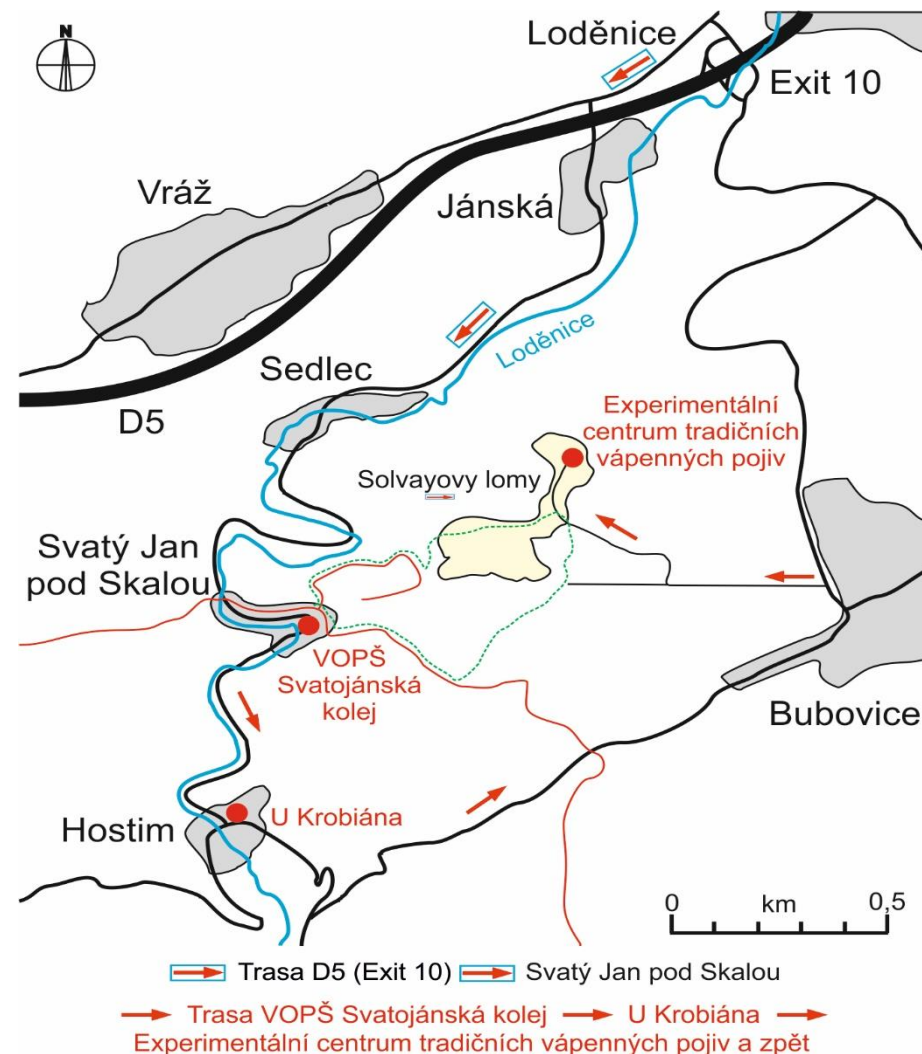 N
Loděnice
Exit 10
Vráž
Jánská
Loděnice
Sedlec
D5
Experimentální
centrum tradičních
vápenných pojiv
Solvayovy lomy
Svatý Jan
pod Skalou
VOPŠ
Svatojánská
kolej
Bubovice
U Krobiána
Hostim
0 km 0,5
Trasa D5 (Exit 10) Svatý Jan pod Skalou
Trasa VOPŠ Svatojánská kolej U Krobiána
Experimentální centrum tradičních vápenných pojiv a zpět